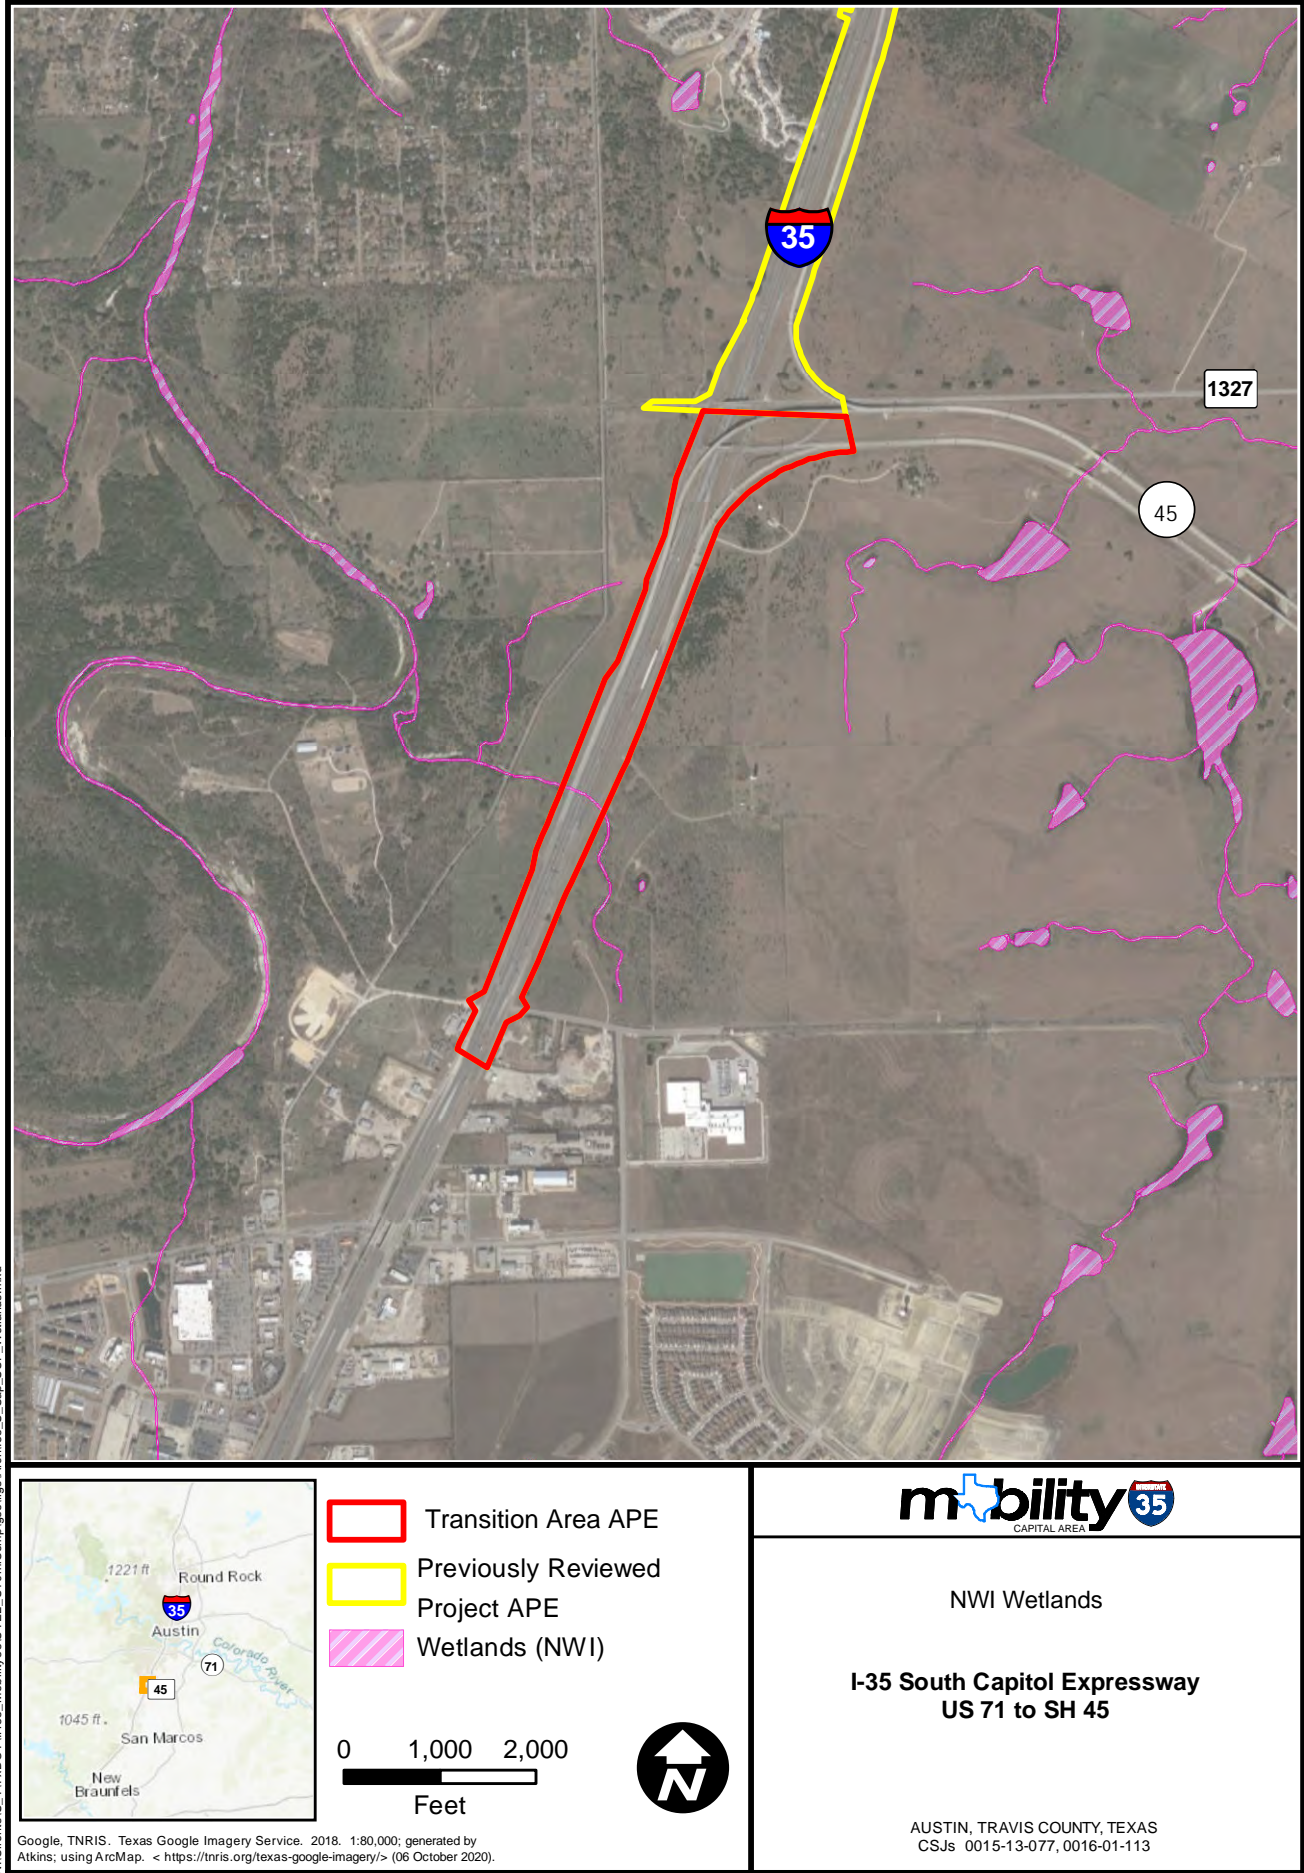 35
1327
45
1221 ft
Round Rock
35
Austin
Colorado River
71
45
1045 ft
San Marcos
New
Braunfels
Transition Area APE
Previously Reviewed
Project APE
Wetlands (NWI)
0 1,000 2,000
Feet
N
Google, TNRIS. Texas Google Imagery Service. 2018. 1:80,000; generated by
Atkins; using ArcMap. < https://tnris.org/texas-google-imagery/> (06 October 2020).
mobility
INTERSTATE
35
CAPITAL AREA
NWI Wetlands
I-35 South Capitol Expressway
US 71 to SH 45
AUSTIN, TRAVIS COUNTY, TEXAS
CSJs 0015-13-077, 0016-01-113